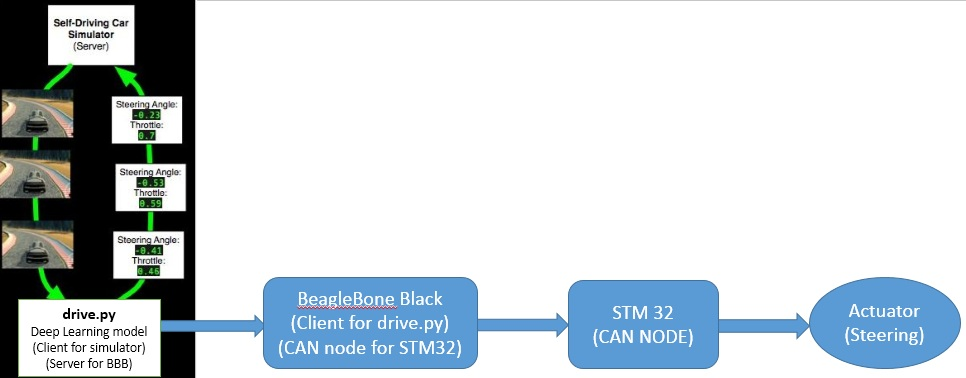 Self-Driving Car
Simulator
(Server)
Steering Angle:
-0.23
Throttle:
0.7
Steering Angle:
-0.53
Throttle:
0.59
Steering Angle:
-0.41
Throttle:
0.46
drive.py
Deep Learning model
(Client for simulator)
(Server for BBB)
BeagleBone Black
(Client for drive.py)
(CAN node for STM32)
STM 32
(CAN NODE)
Actuator
(Steering)